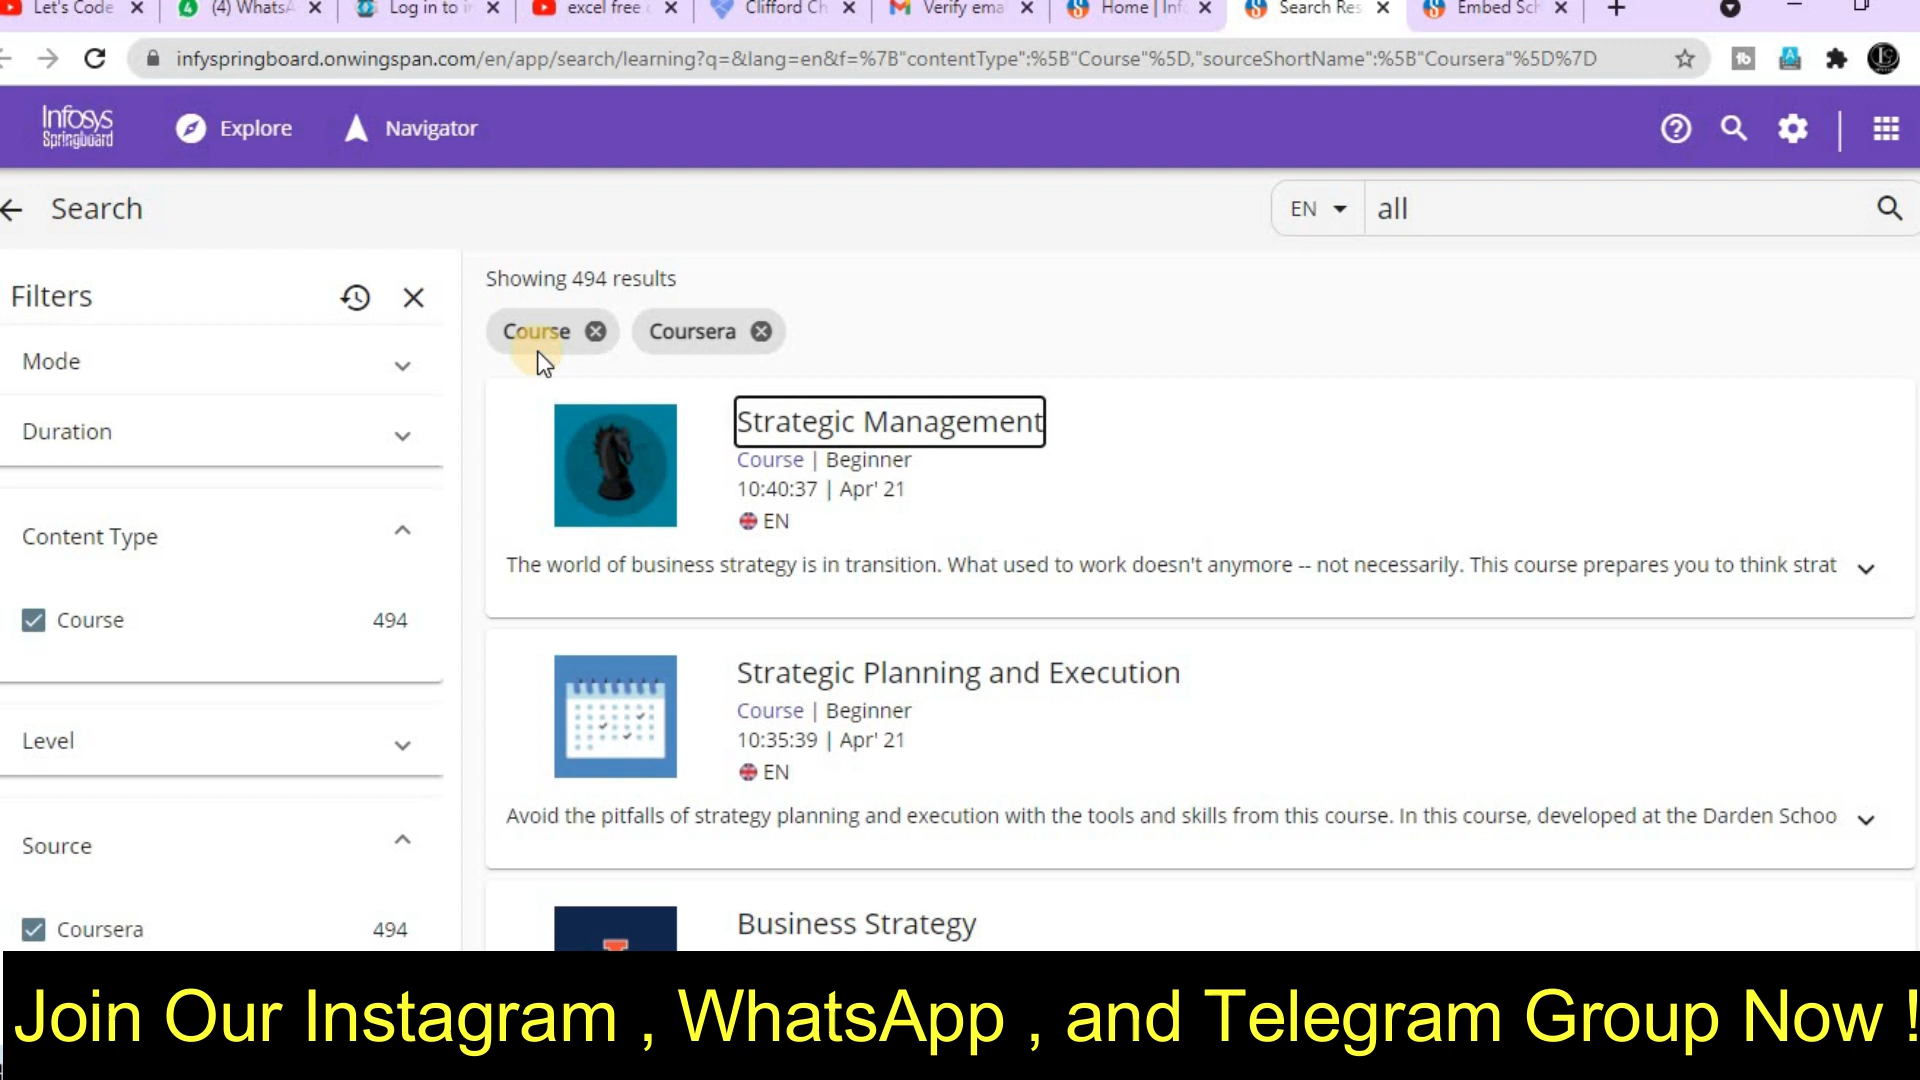 Let's Code
(4) WhatsA
Log in to i
excel free
Clifford Ch
Verify ema
Home | Inf
Search Res
Embed Sch
infyspringboard.onwingspan.com/en/app/search/learning?q=&lang=en&f=%7B"contentType":%5B"Course"%5D,"sourceShortName":%5B"Coursera"%5D%7D
Infosys
Springboard
Explore
Navigator
Search
EN
all
Filters
Mode
Duration
Content Type
Course 494
Level
Source
Coursera 494
Showing 494 results
Course
Coursera
Strategic Management
Course | Beginner
10:40:37 | Apr' 21
EN
The world of business strategy is in transition. What used to work doesn't anymore -- not necessarily. This course prepares you to think strat
Strategic Planning and Execution
Course | Beginner
10:35:39 | Apr' 21
EN
Avoid the pitfalls of strategy planning and execution with the tools and skills from this course. In this course, developed at the Darden Schoo
Business Strategy
Join Our Instagram , WhatsApp , and Telegram Group Now !